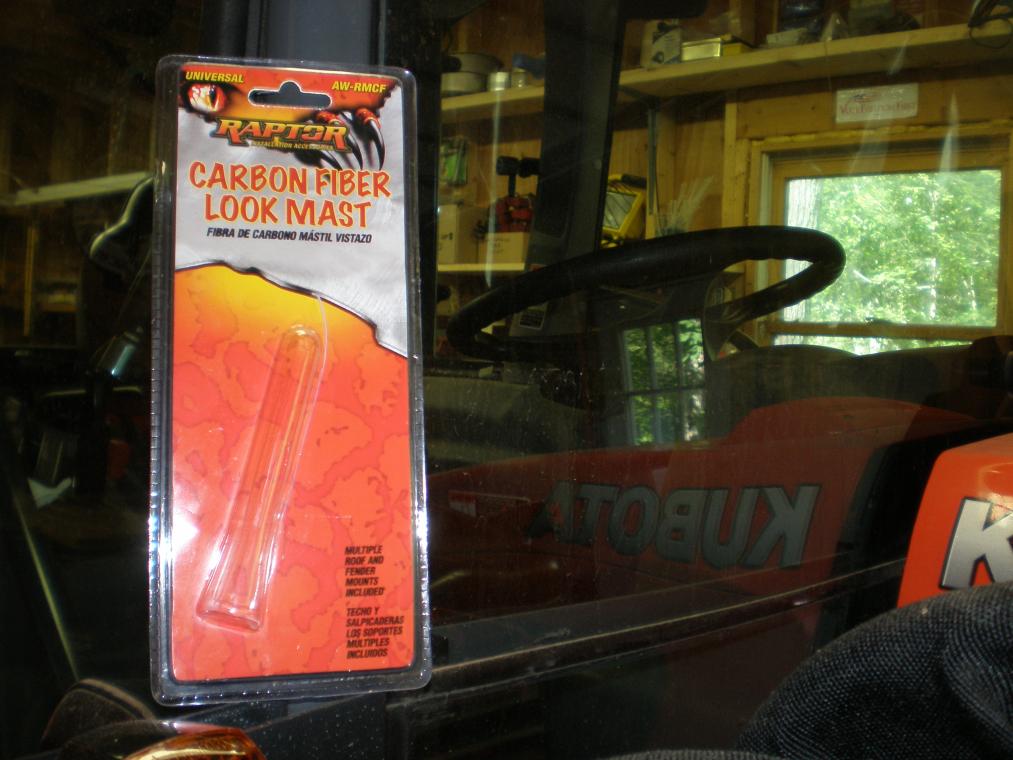 UNIVERSAL
AW-RMCF
RAPTOR
INSTALLATION ACCESSORIES
CARBON FIBER
LOOK MAST
FIBRA DE CARBONO MÁSTIL VISTAZO
MULTIPLE
ROOF AND
FENDER
MOUNTS
INCLUDED
TECHO Y
SALPICADERAS
LOS SOPORTES
MULTIPLES
INCLUIDOS
KUBOTA
K